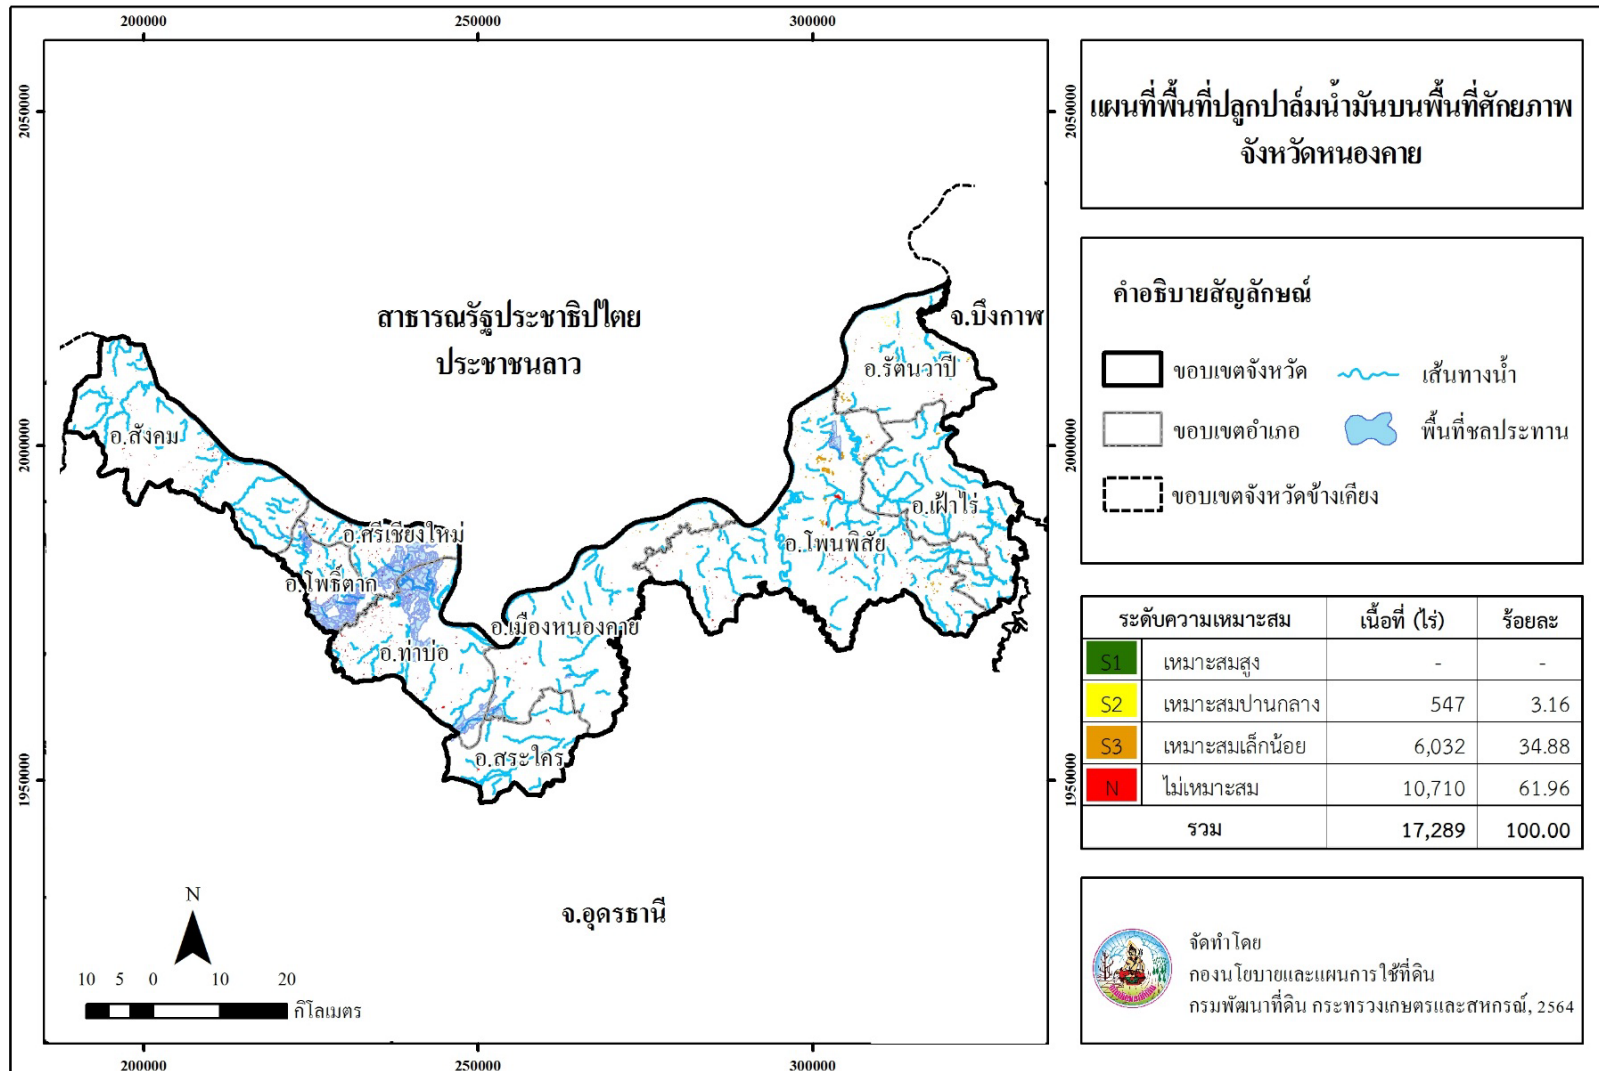 200000 250000 300000
2050000 2050000
2000000 2000000
1950000 1950000
200000 250000 300000
แผนที่พื้นที่ปลูกปาล์มน้ำมันบนพื้นที่ศักยภาพ
จังหวัดหนองคาย
สาธารณรัฐประชาธิปไตย
ประชาชนลาว
จ.บึงกาฬ
อ.รัตนวาปี
อ.สังคม
อ.ศรีเชียงใหม่
อ.เฝ้าไร่
อ.โพนพิสัย
อ.โพธิ์ตาก
อ.เมืองหนองคาย
อ.ท่าบ่อ
อ.สระใคร
จ.อุดรธานี
N
10 5 0 10 20
กิโลเมตร
คำอธิบายสัญลักษณ์
ขอบเขตจังหวัด เส้นทางน้ำ
ขอบเขตอำเภอ พื้นที่ชลประทาน
ขอบเขตจังหวัดข้างเคียง
ระดับความเหมาะสม เนื้อที่ (ไร่) ร้อยละ
S1 เหมาะสมสูง - -
S2 เหมาะสมปานกลาง 547 3.16
S3 เหมาะสมเล็กน้อย 6,032 34.88
N ไม่เหมาะสม 10,710 61.96
รวม 17,289 100.00
จัดทำโดย
กองนโยบายและแผนการใช้ที่ดิน
กรมพัฒนาที่ดิน กระทรวงเกษตรและสหกรณ์, 2564